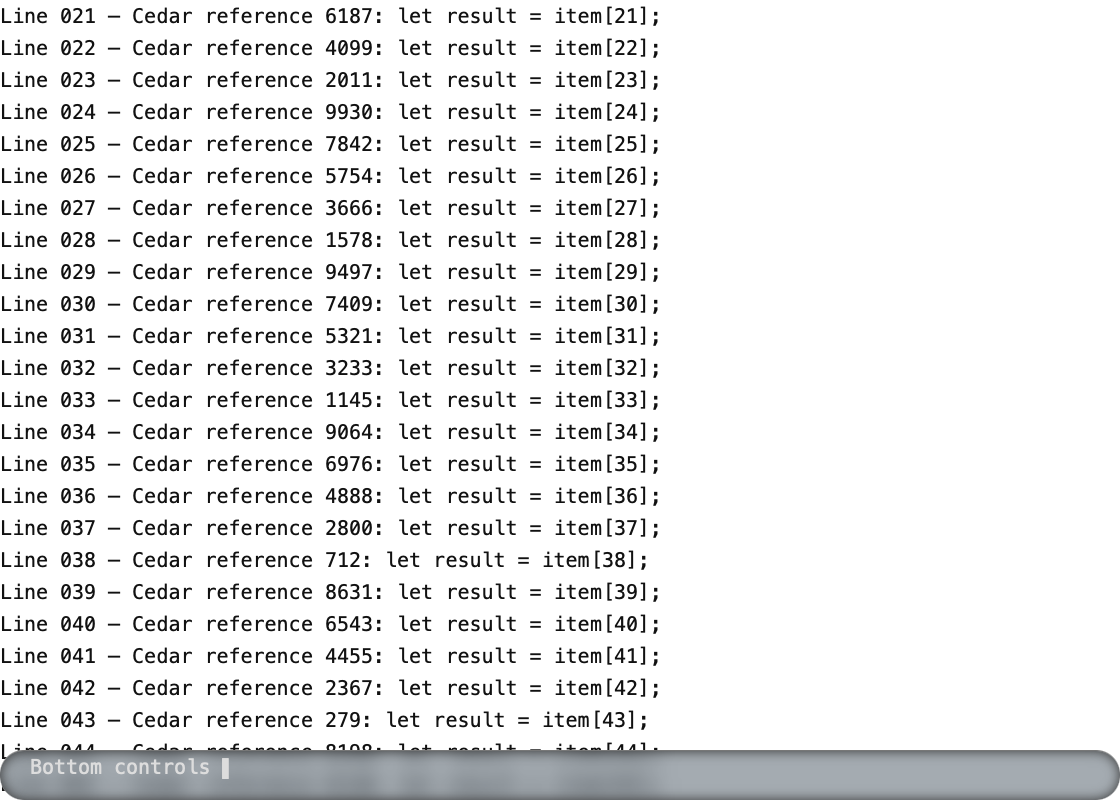 Line 021 – Cedar reference 6187: let result = item[21];
Line 022 – Cedar reference 4099: let result = item[22];
Line 023 – Cedar reference 2011: let result = item[23];
Line 024 – Cedar reference 9930: let result = item[24];
Line 025 – Cedar reference 7842: let result = item[25];
Line 026 – Cedar reference 5754: let result = item[26];
Line 027 – Cedar reference 3666: let result = item[27];
Line 028 – Cedar reference 1578: let result = item[28];
Line 029 – Cedar reference 9497: let result = item[29];
Line 030 – Cedar reference 7409: let result = item[30];
Line 031 – Cedar reference 5321: let result = item[31];
Line 032 – Cedar reference 3233: let result = item[32];
Line 033 – Cedar reference 1145: let result = item[33];
Line 034 – Cedar reference 9064: let result = item[34];
Line 035 – Cedar reference 6976: let result = item[35];
Line 036 – Cedar reference 4888: let result = item[36];
Line 037 – Cedar reference 2800: let result = item[37];
Line 038 – Cedar reference 712: let result = item[38];
Line 039 – Cedar reference 8631: let result = item[39];
Line 040 – Cedar reference 6543: let result = item[40];
Line 041 – Cedar reference 4455: let result = item[41];
Line 042 – Cedar reference 2367: let result = item[42];
Line 043 – Cedar reference 279: let result = item[43];
Bottom controls